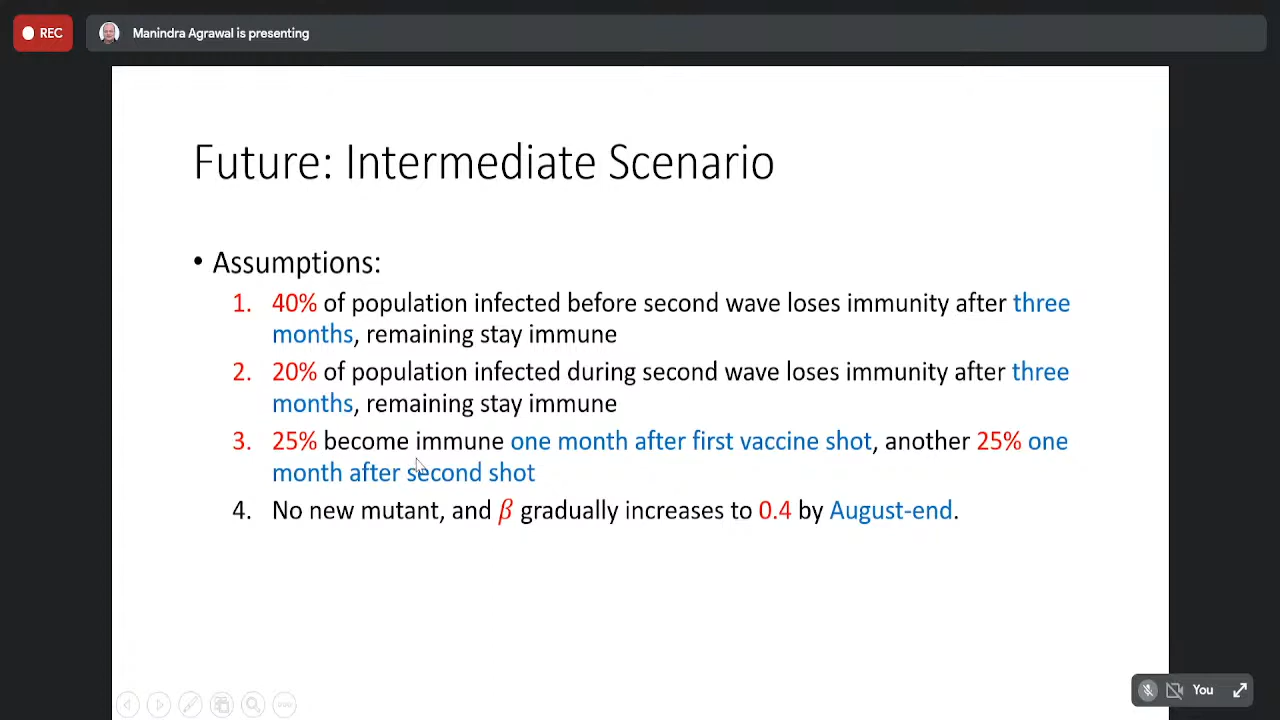 REC
Manindra Agrawal is presenting
Future: Intermediate Scenario
• Assumptions:
1. 40% of population infected before second wave loses immunity after three
months, remaining stay immune
2. 20% of population infected during second wave loses immunity after three
months, remaining stay immune
3. 25% become immune one month after first vaccine shot, another 25% one
month after second shot
4. No new mutant, and β gradually increases to 0.4 by August-end.
You